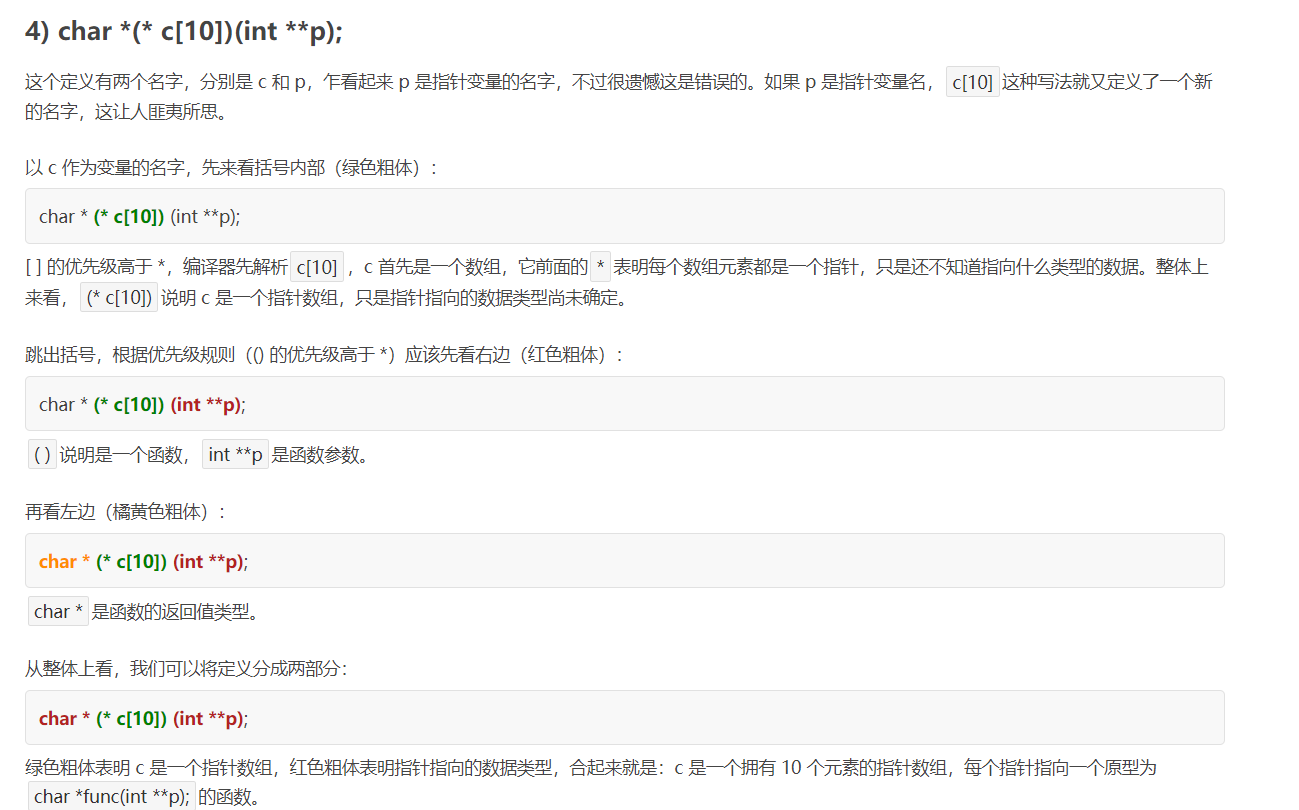 4) char *(* c[10])(int **p);
这个定义有两个名字，分别是 c 和 p，乍看起来 p 是指针变量的名字，不过很遗憾这是错误的。如果 p 是指针变量名， c[10] 这种写法就又定义了一个新
的名字，这让人匪夷所思。
以 c 作为变量的名字，先来看括号内部（绿色粗体）：
char * (* c[10]) (int **p);
[ ] 的优先级高于 *，编译器先解析 c[10] ，c 首先是一个数组，它前面的 * 表明每个数组元素都是一个指针，只是还不知道指向什么类型的数据。整体上
来看， (* c[10]) 说明 c 是一个指针数组，只是指针指向的数据类型尚未确定。
跳出括号，根据优先级规则（() 的优先级高于 *）应该先看右边（红色粗体）：
char * (* c[10]) (int **p);
( ) 说明是一个函数， int **p 是函数参数。
再看左边（橘黄色粗体）：
char * (* c[10]) (int **p);
char * 是函数的返回值类型。
从整体上看，我们可以将定义分成两部分：
char * (* c[10]) (int **p);
绿色粗体表明 c 是一个指针数组，红色粗体表明指针指向的数据类型，合起来就是：c 是一个拥有 10 个元素的指针数组，每个指针指向一个原型为
char *func(int **p); 的函数。